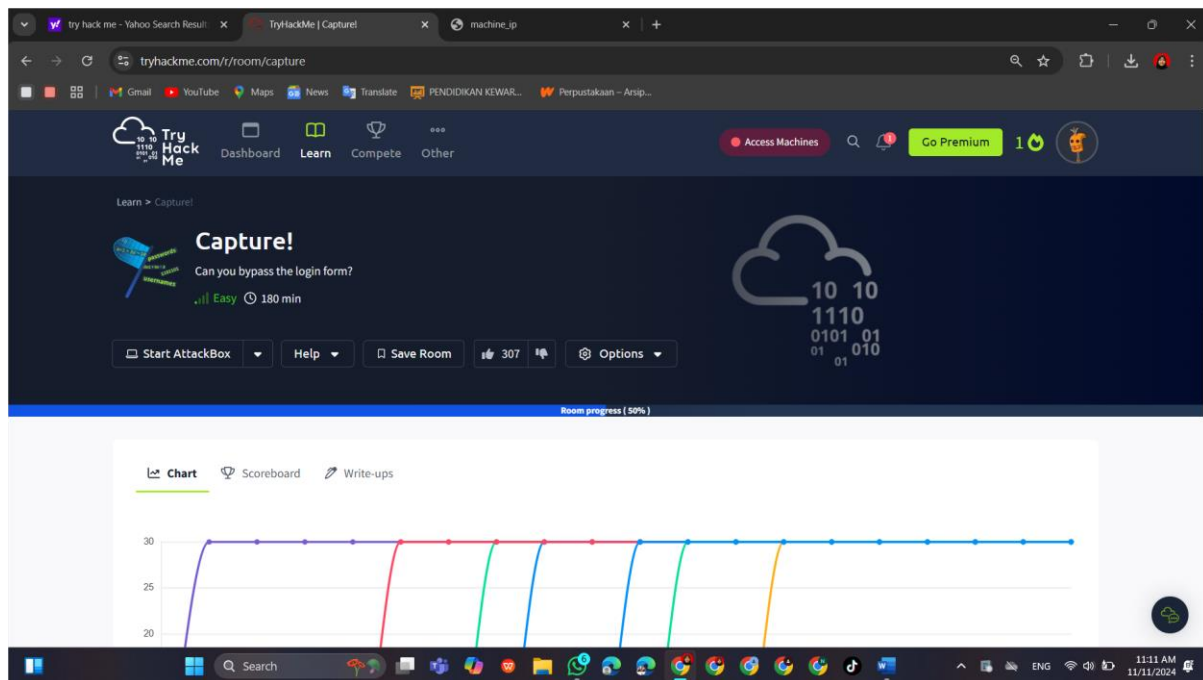 try hack me - Yahoo Search Result
TryHackMe | Capture!
machine_ip
tryhackme.com/r/room/capture
Gmail
YouTube
Maps
News
Translate
PENDIDIKAN KEWAR...
Perpustakaan – Arsip...
Try
Hack
Me
Dashboard
Learn
Compete
Other
Access Machines
1
Go Premium
1
Learn > Capture!
Capture!
Can you bypass the login form?
Easy
180 min
Start AttackBox
Help
Save Room
307
Options
10 10
1110
0101 01
01 010
01
Room progress ( 50% )
Chart
Scoreboard
Write-ups
30
25
20
Search
6
ENG
11:11 AM
11/11/2024